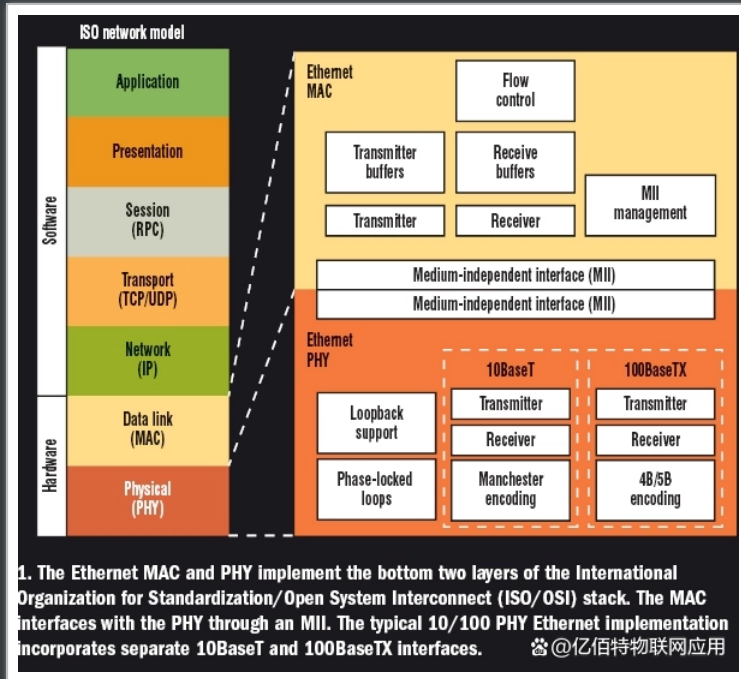 ISO network model
Software
Application
Presentation
Session
(RPC)
Transport
(TCP/UDP)
Network
(IP)
Hardware
Data link
(MAC)
Physical
(PHY)
Ethernet
MAC
Flow
control
Transmitter
buffers
Receive
buffers
MII
management
Transmitter
Receiver
Medium-independent interface (MII)
Medium-independent interface (MII)
Ethernet
PHY
10BaseT
100BaseTX
Loopback
support
Transmitter
Transmitter
Receiver
Receiver
Phase-locked
loops
Manchester
encoding
4B/5B
encoding
1. The Ethernet MAC and PHY implement the bottom two layers of the International
Organization for Standardization/Open System Interconnect (ISO/OSI) stack. The MAC
interfaces with the PHY through an MII. The typical 10/100 PHY Ethernet implementation
incorporates separate 10BaseT and 100BaseTX interfaces.
@亿佰特物联网应用